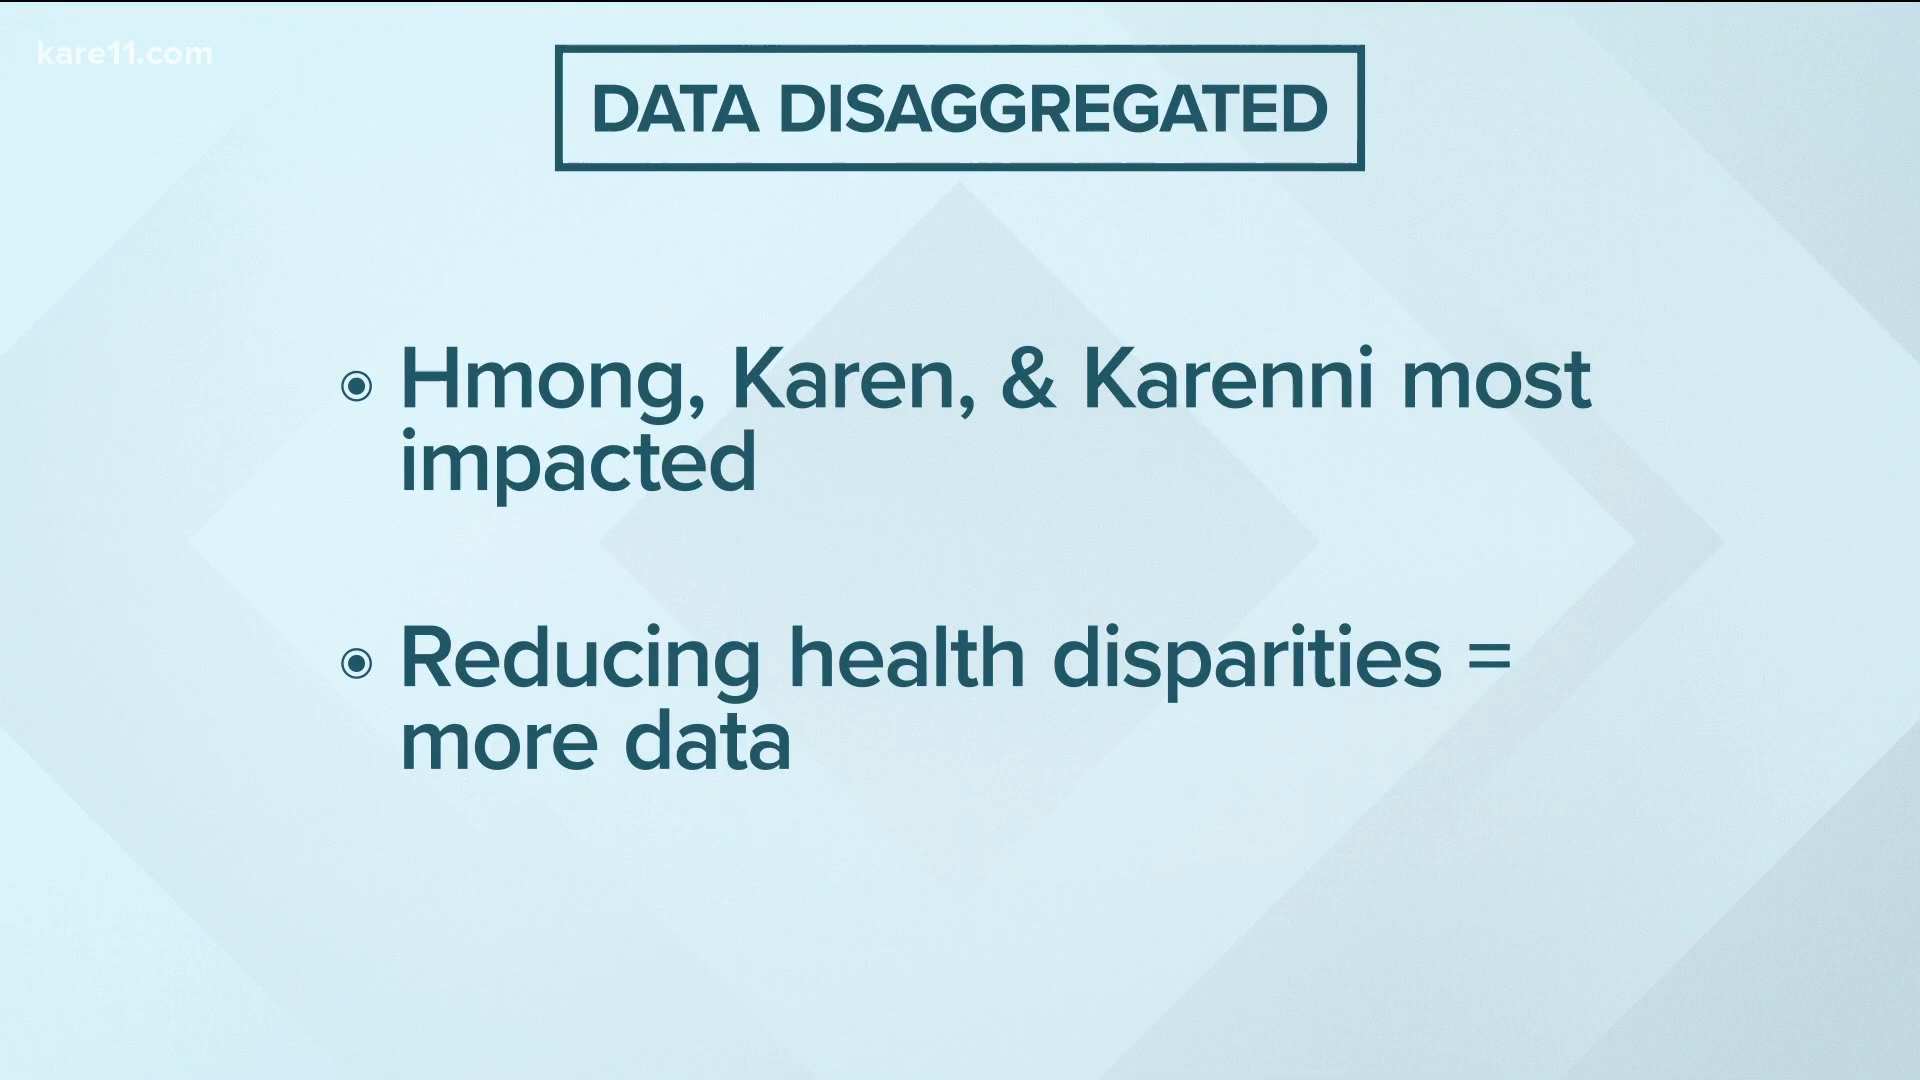 kare11.com
DATA DISAGGREGATED
Hmong, Karen, & Karenni most
impacted
Reducing health disparities =
more data